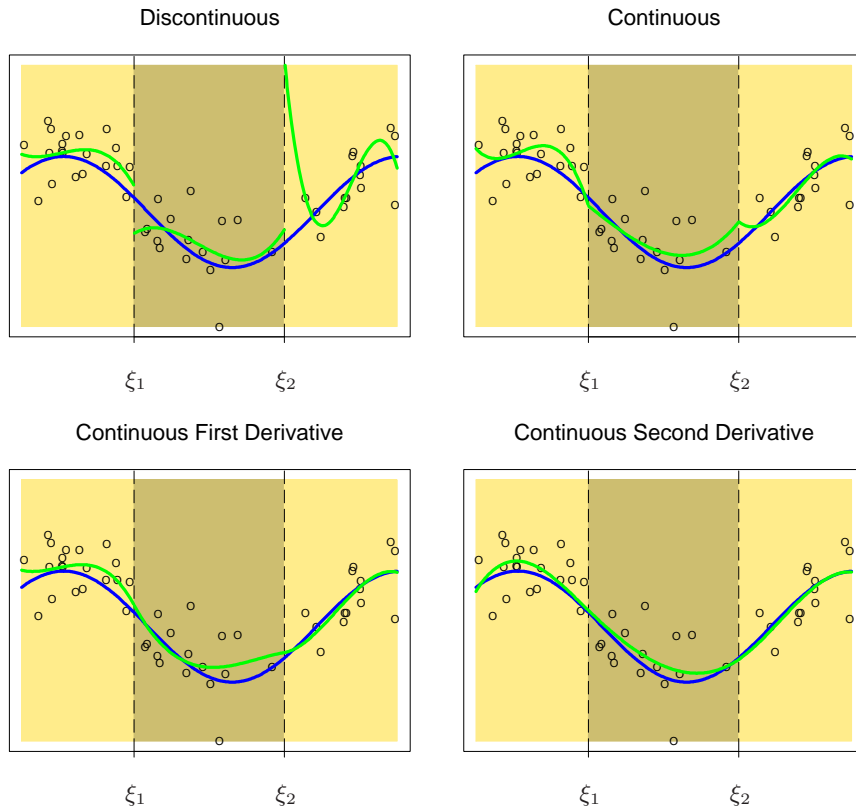 Discontinuous
Continuous
ξ₁ ξ₂
ξ₁ ξ₂
Continuous First Derivative
Continuous Second Derivative
ξ₁ ξ₂
ξ₁ ξ₂